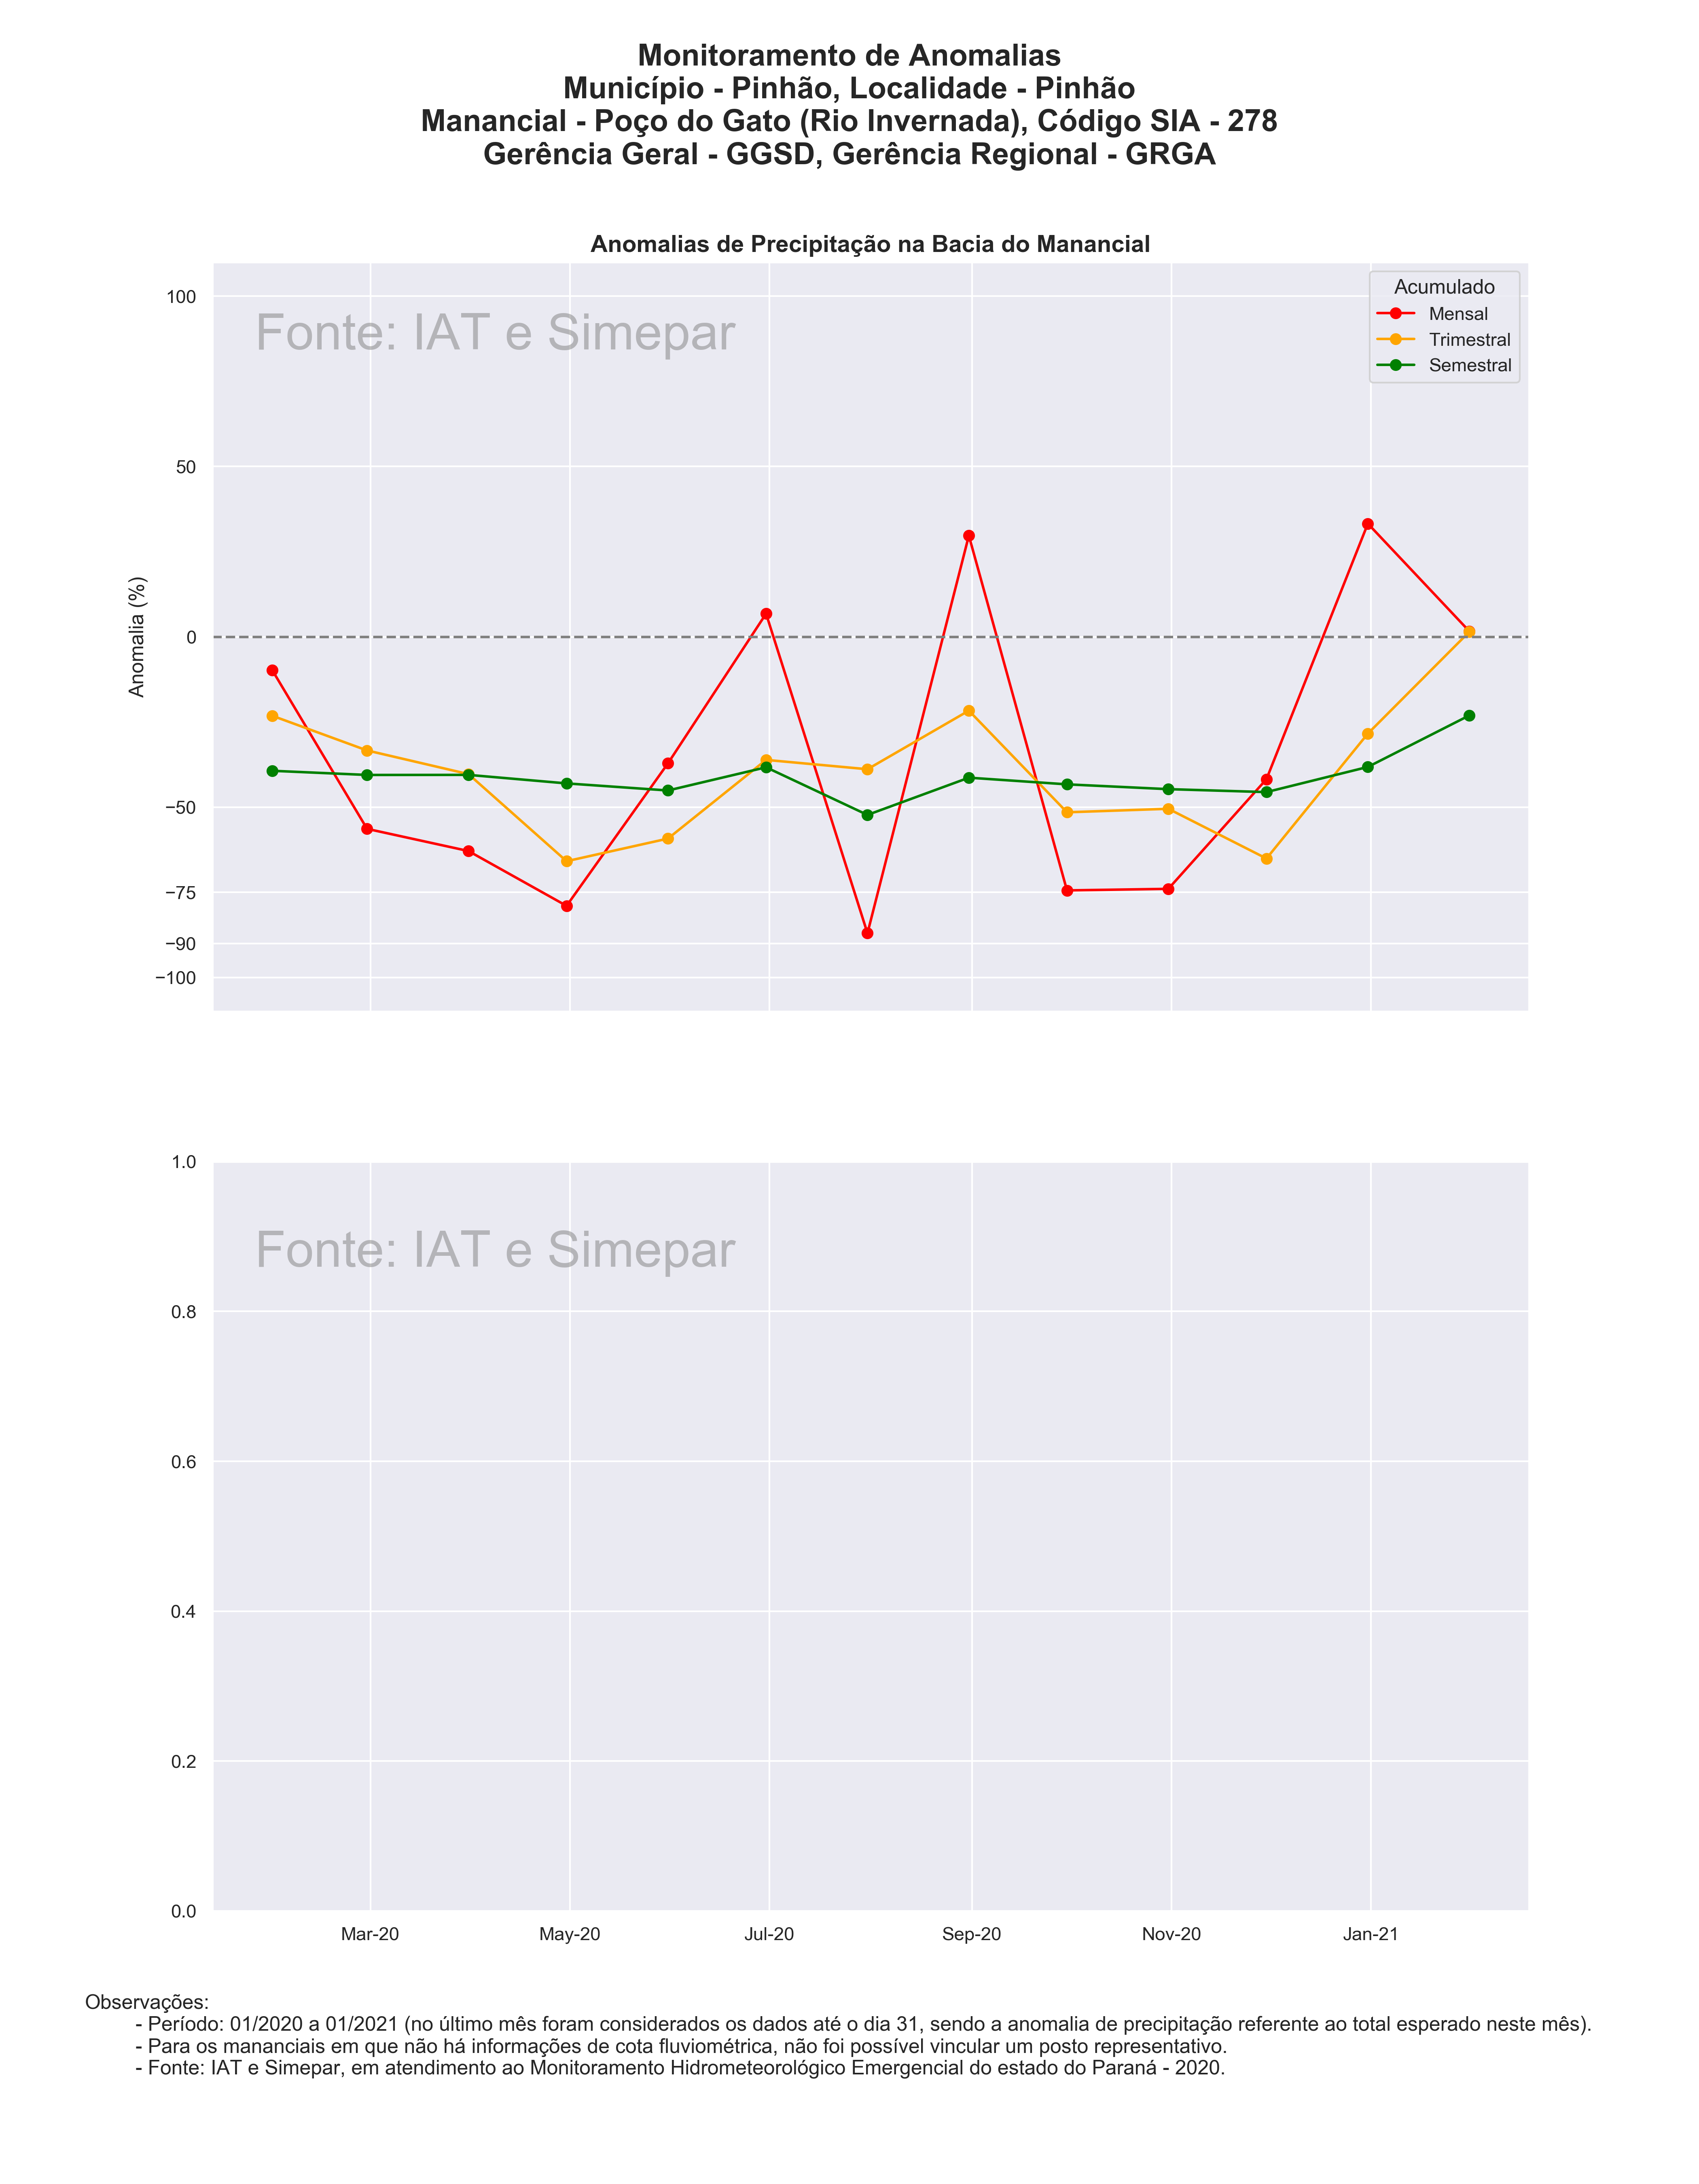 Monitoramento de Anomalias
Município - Pinhão, Localidade - Pinhão
Manancial - Poço do Gato (Rio Invernada), Código SIA - 278
Gerência Geral - GGSD, Gerência Regional - GRGA
Anomalias de Precipitação na Bacia do Manancial
Fonte: IAT e Simepar
Acumulado
Mensal
Trimestral
Semestral
Anomalia (%)
100
50
0
−50
−75
−90
−100
Fonte: IAT e Simepar
1.0
0.8
0.6
0.4
0.2
0.0
Mar-20 May-20 Jul-20 Sep-20 Nov-20 Jan-21
Observações:
- Período: 01/2020 a 01/2021 (no último mês foram considerados os dados até o dia 31, sendo a anomalia de precipitação referente ao total esperado neste mês).
- Para os mananciais em que não há informações de cota fluviométrica, não foi possível vincular um posto representativo.
- Fonte: IAT e Simepar, em atendimento ao Monitoramento Hidrometeorológico Emergencial do estado do Paraná - 2020.